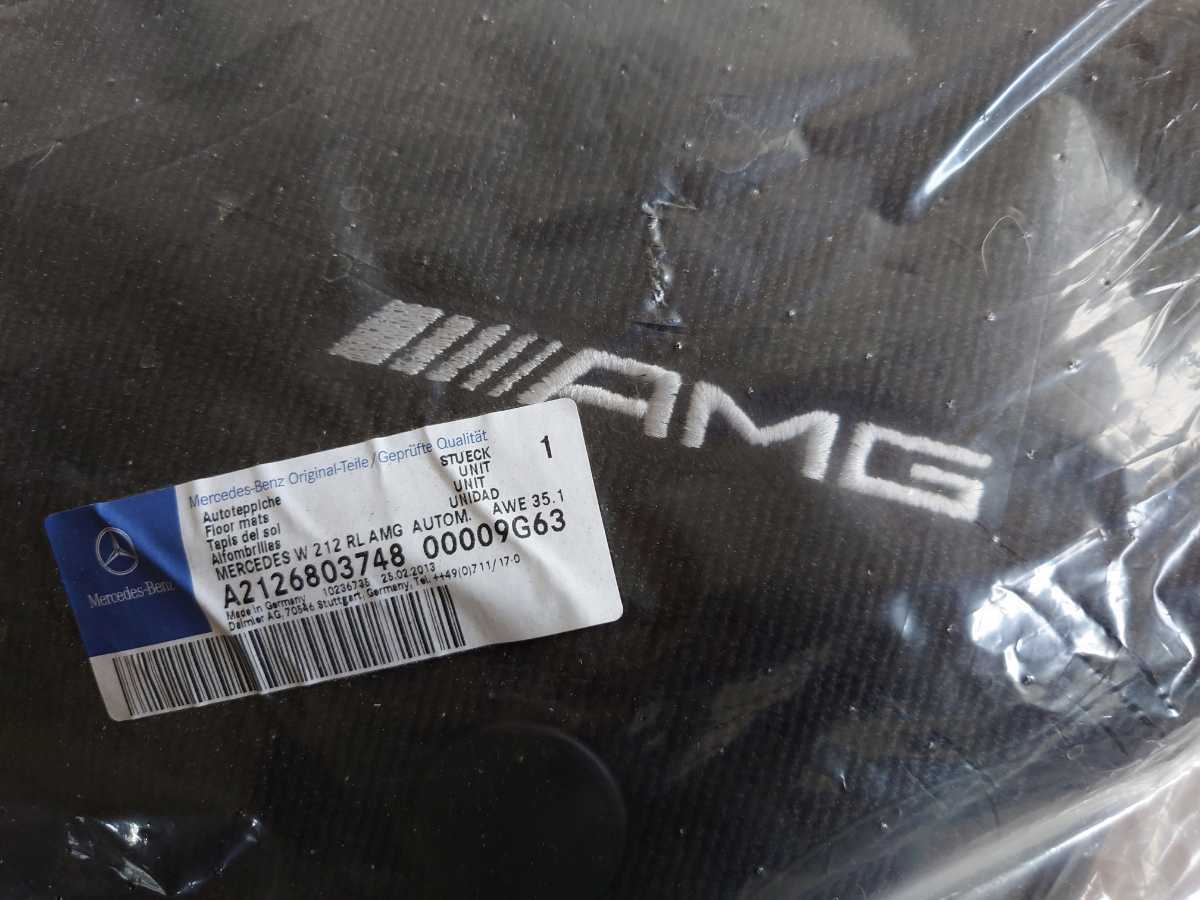 AMG
Mercedes-Benz Original-Teile/Geprüfte Qualität
Autoteppiche STUECK 1
Floor mats UNIT
Tapis del sol UNIT
Alfombrilles UNIDAD
MERCEDES W 212 RL AMG AUTOM. AWE 35.1
A2126803748 00009G63
Made in Germany 10236735 25.02.2013
Daimler AG, 70546 Stuttgart, Germany, Tel. ++49(0)711/17-0
Mercedes-Benz